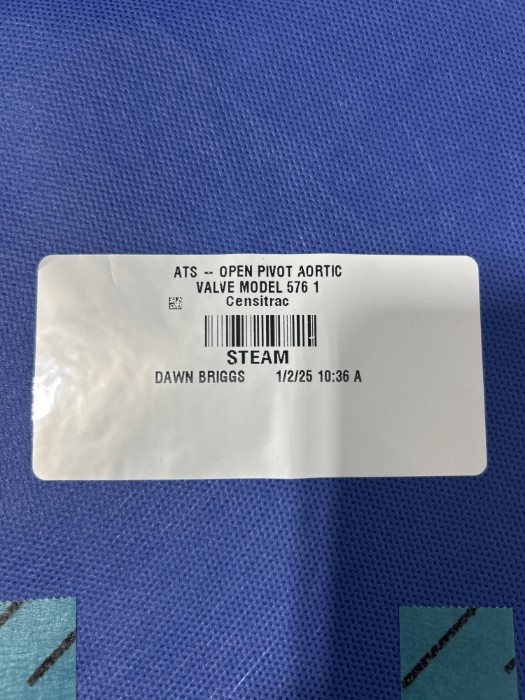 ATS -- OPEN PIVOT AORTIC
VALVE MODEL 576 1
Censitrac
STEAM
DAWN BRIGGS 1/2/25 10:36 A